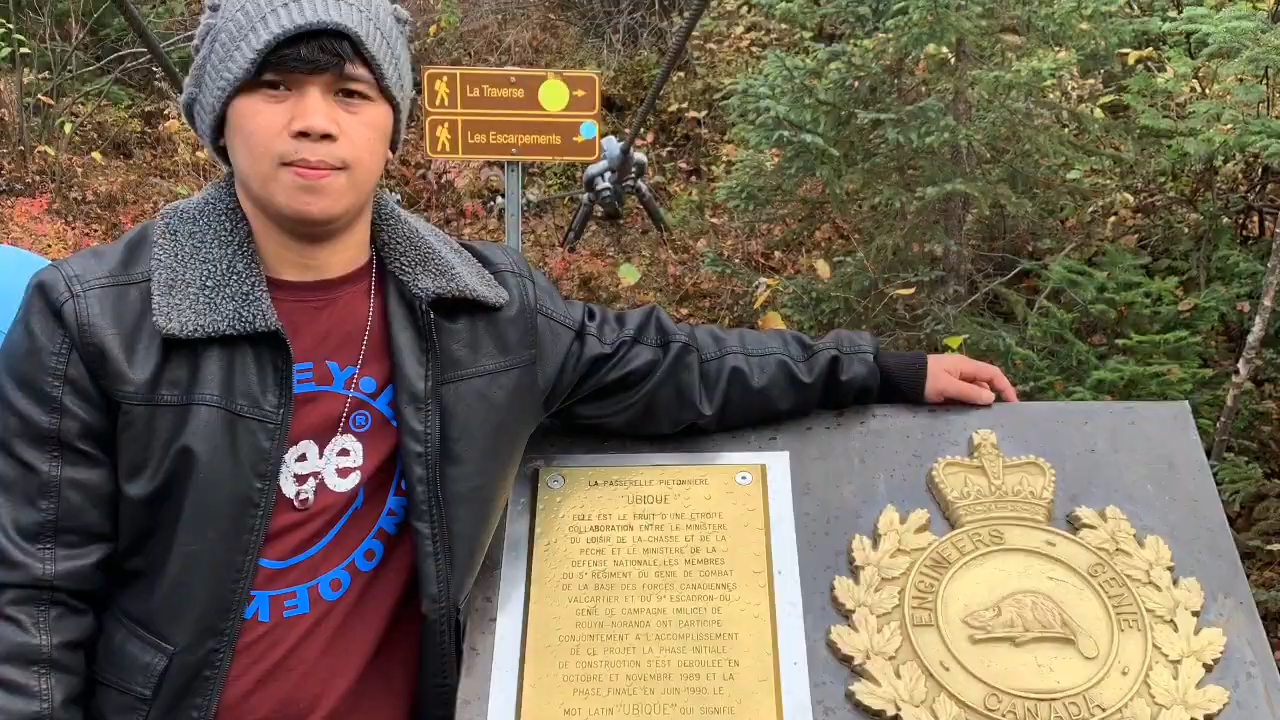 La Traverse
Les Escarpements
EY
®
ee
LA PASSERELLE PIETONNIERE
"UBIQUE"
ELLE EST LE FRUIT D'UNE ETROITE
COLLABORATION ENTRE LE MINISTERE
DU LOISIR DE LA CHASSE ET DE LA
PECHE ET LE MINISTERE DE LA
DEFENSE NATIONALE. LES MEMBRES
DU 5e REGIMENT DU GENIE DE COMBAT
DE LA BASE DES FORCES CANADIENNES
VALCARTIER ET DU 9e ESCADRON DU
GENIE DE CAMPAGNE (MILICE) DE
ROUYN-NORANDA ONT PARTICIPE
CONJOINTEMENT A L'ACCOMPLISSEMENT
DE CE PROJET LA PHASE INITIALE
DE CONSTRUCTION S'EST DEROULEE EN
OCTOBRE ET NOVEMBRE 1989 ET LA
PHASE FINALE EN JUIN 1990. LE
MOT LATIN "UBIQUE" QUI SIGNIFIE
ENGINEERS GENIE
CANADA